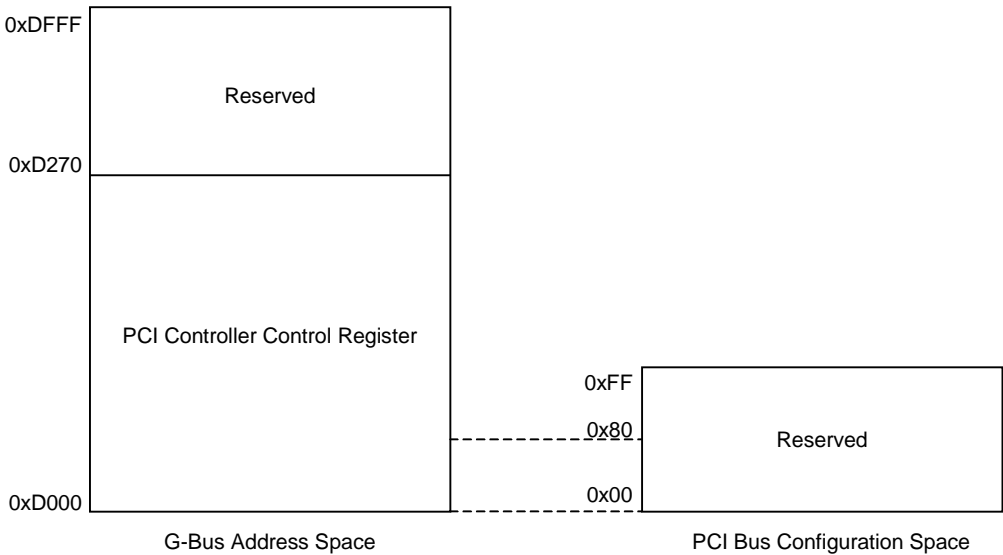 0xDFFF
Reserved
0xD270
PCI Controller Control Register
0xD000
G-Bus Address Space
0xFF
0x80
Reserved
0x00
PCI Bus Configuration Space